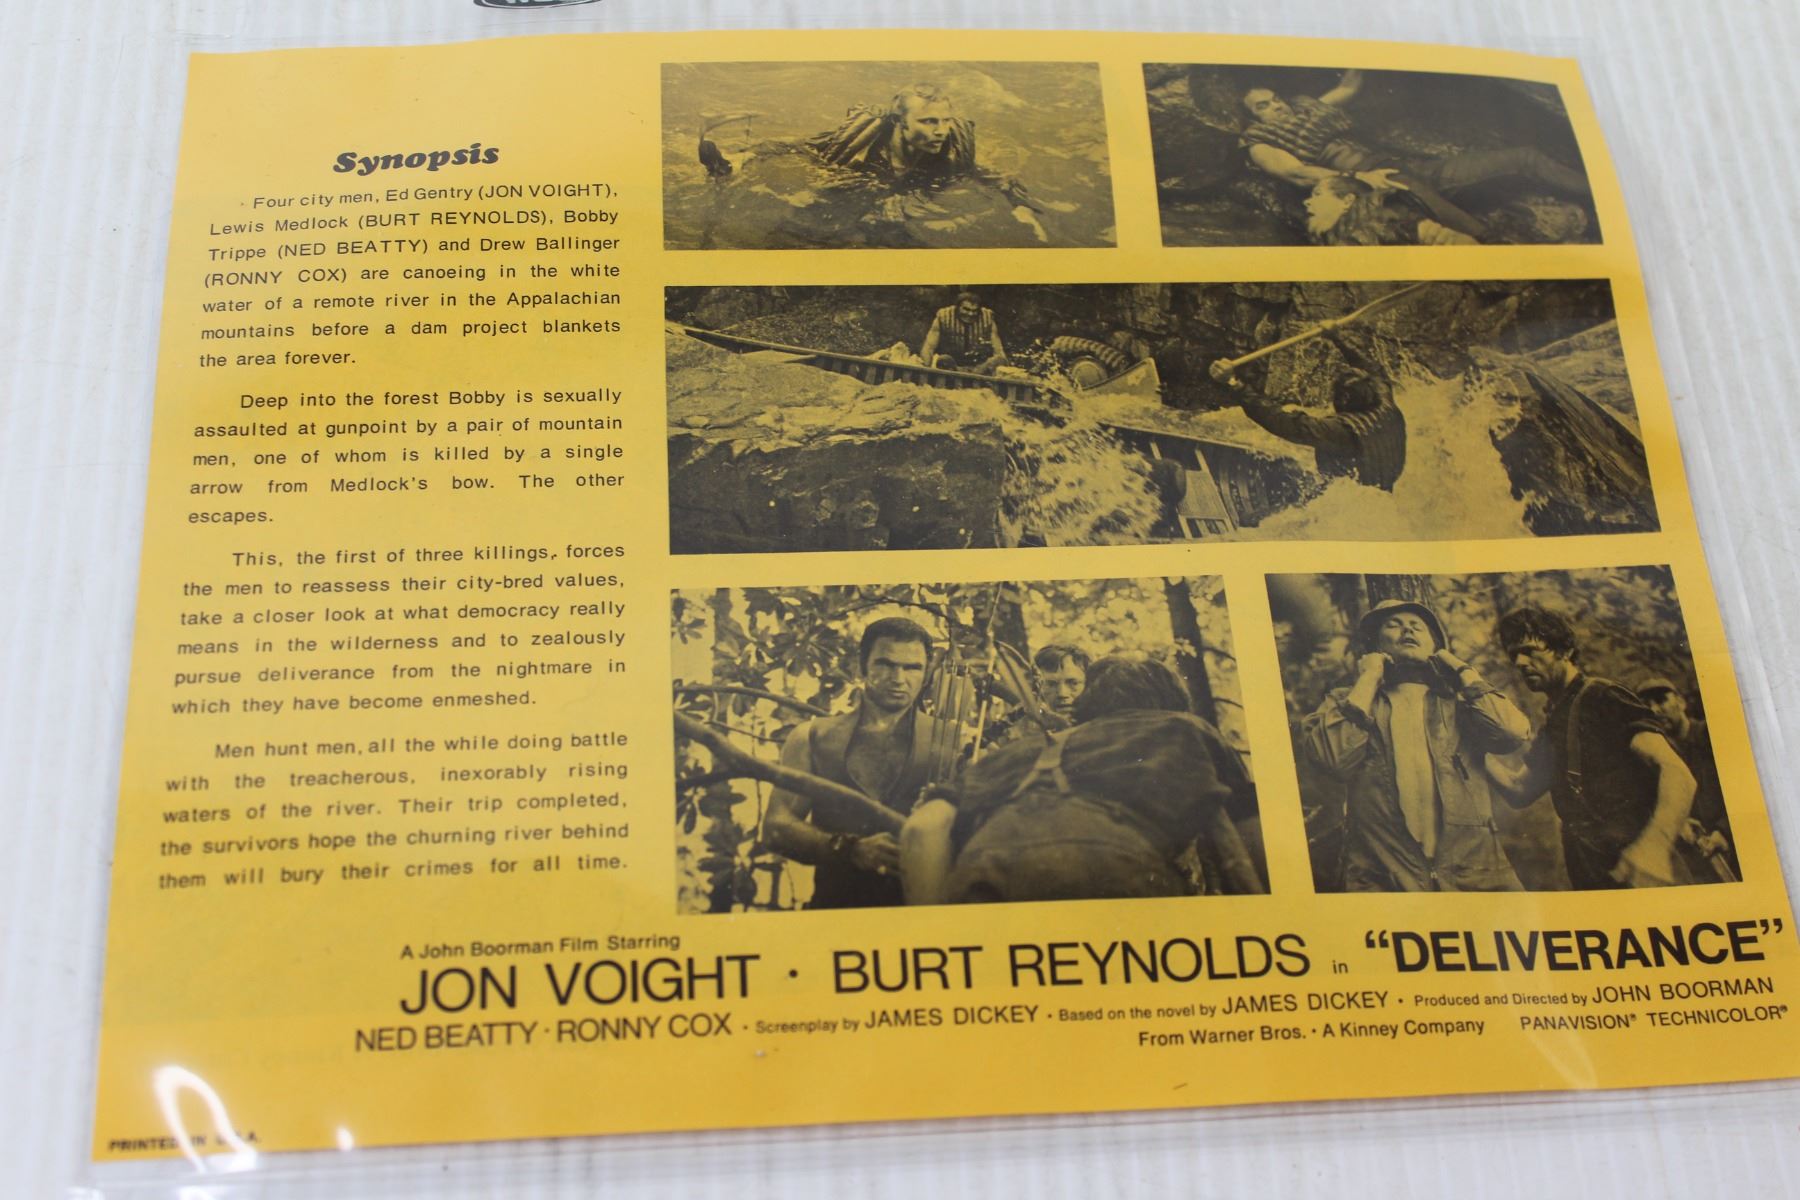 Synopsis
Four city men, Ed Gentry (JON VOIGHT),
Lewis Medlock (BURT REYNOLDS), Bobby
Trippe (NED BEATTY) and Drew Ballinger
(RONNY COX) are canoeing in the white
water of a remote river in the Appalachian
mountains before a dam project blankets
the area forever.
Deep into the forest Bobby is sexually
assaulted at gunpoint by a pair of mountain
men, one of whom is killed by a single
arrow from Medlock's bow. The other
escapes.
This, the first of three killings, forces
the men to reassess their city-bred values,
take a closer look at what democracy really
means in the wilderness and to zealously
pursue deliverance from the nightmare in
which they have become enmeshed.
Men hunt men, all the while doing battle
with the treacherous, inexorably rising
waters of the river. Their trip completed,
the survivors hope the churning river behind
them will bury their crimes for all time.
A John Boorman Film Starring
JON VOIGHT · BURT REYNOLDS in "DELIVERANCE"
NED BEATTY · RONNY COX · Screenplay by JAMES DICKEY · Based on the novel by JAMES DICKEY · Produced and Directed by JOHN BOORMAN
From Warner Bros. · A Kinney Company PANAVISION® TECHNICOLOR®
PRINTED IN U.S.A.